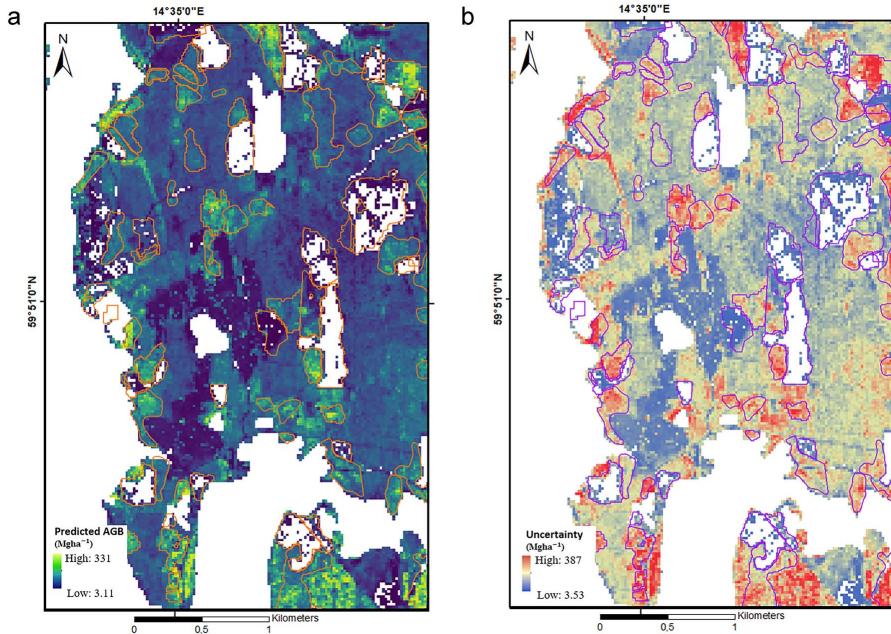 a
14°35'0"E
N
59°51'0"N
Predicted AGB
(Mgha⁻¹)
High: 331
Low: 3.11
0
0,5
1
Kilometers
b
14°35'0"E
N
59°51'0"N
Uncertainty
(Mgha⁻¹)
High: 387
Low: 3.53
0
0,5
1
Kilometers